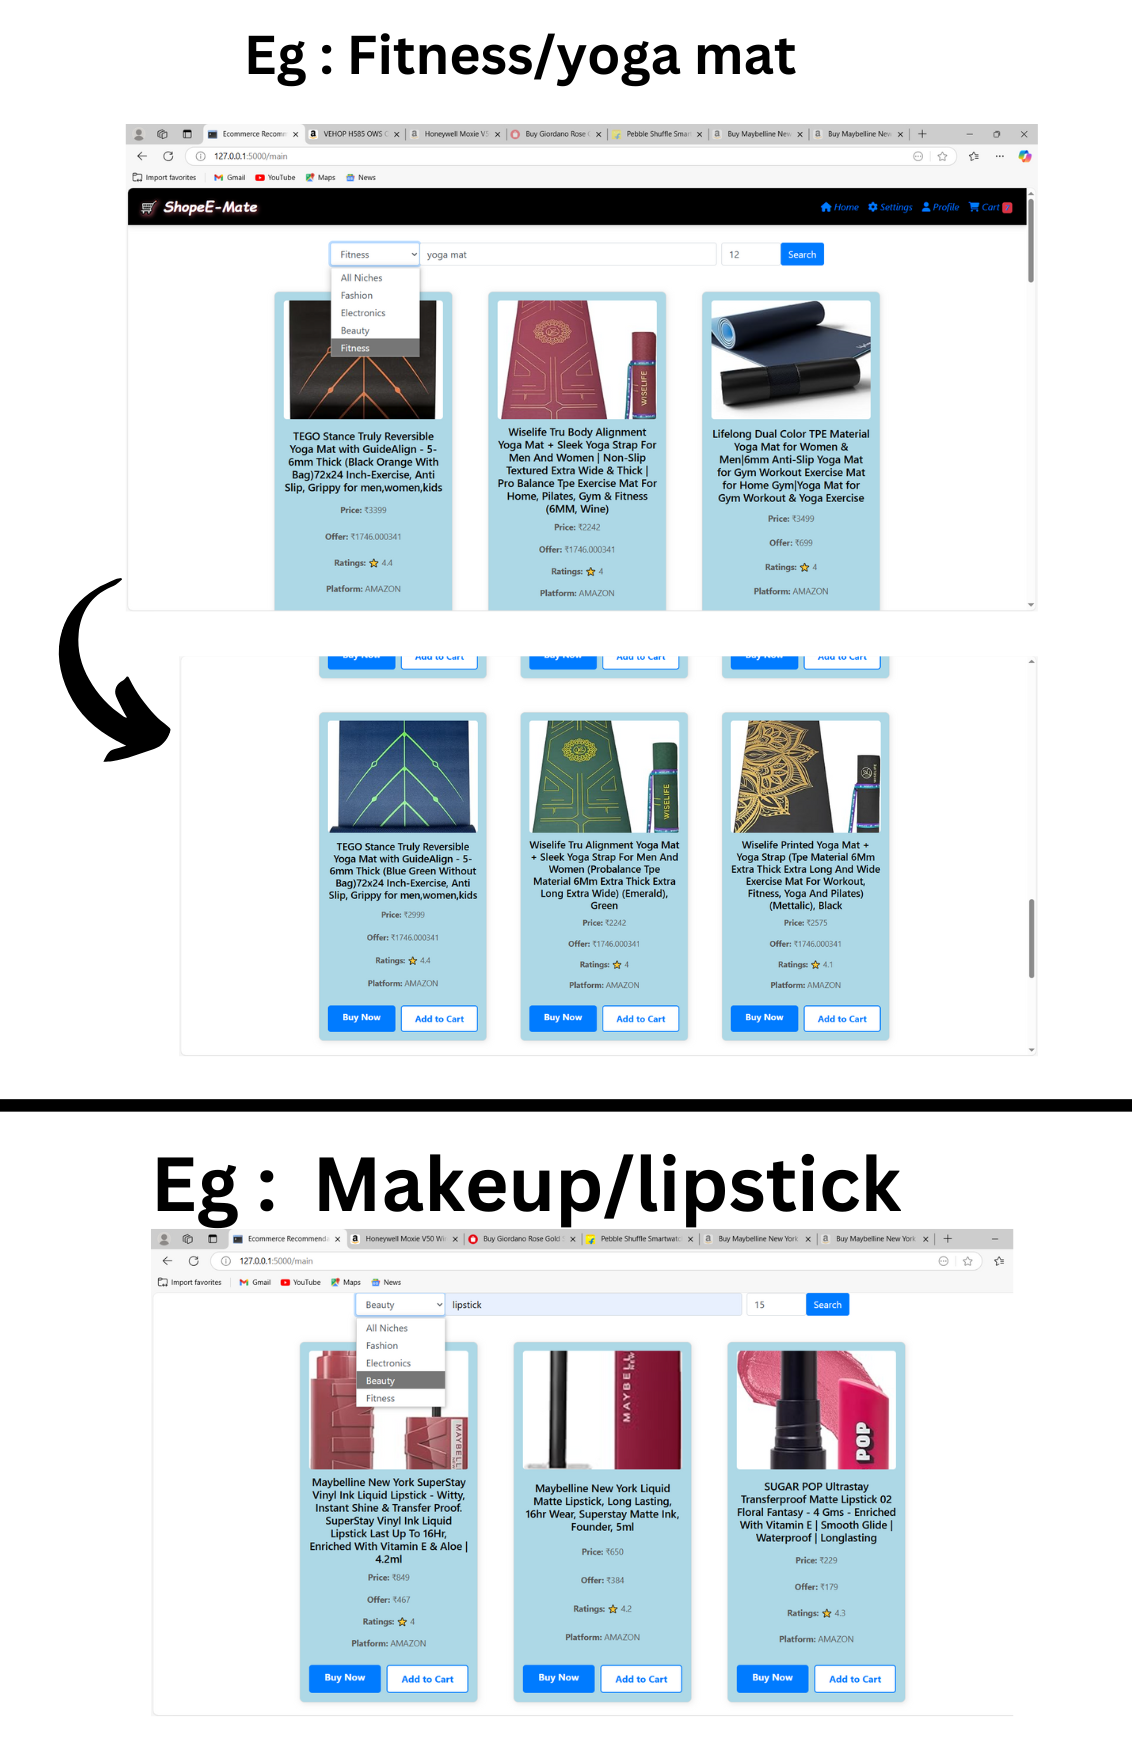 Eg : Fitness/yoga mat
Ecommerce Recomm
VEHOP H58S OWS C
Honeywell Moxie V5
Buy Giordano Rose
Pebble Shuffle Smar
Buy Maybelline New
Buy Maybelline New
127.0.0.1:5000/main
Import favorites
Gmail
YouTube
Maps
News
ShopeE-Mate
Home
Settings
Profile
Cart
Fitness
yoga mat
12
Search
All Niches
Fashion
Electronics
Beauty
Fitness
TEGO Stance Truly Reversible
Yoga Mat with GuideAlign - 5-
6mm Thick (Black Orange With
Bag)72x24 Inch-Exercise, Anti
Slip, Grippy for men,women,kids
Price: ₹3399
Offer: ₹1746.000341
Ratings: ⭐ 4.4
Platform: AMAZON
WISELIFE
Wiselife Tru Body Alignment
Yoga Mat + Sleek Yoga Strap For
Men And Women | Non-Slip
Textured Extra Wide & Thick |
Pro Balance Tpe Exercise Mat For
Home, Pilates, Gym & Fitness
(6MM, Wine)
Price: ₹2242
Offer: ₹1746.000341
Ratings: ⭐ 4
Platform: AMAZON
Lifelong Dual Color TPE Material
Yoga Mat for Women &
Men|6mm Anti-Slip Yoga Mat
for Gym Workout Exercise Mat
for Home Gym|Yoga Mat for
Gym Workout & Yoga Exercise
Price: ₹3499
Offer: ₹699
Ratings: ⭐ 4
Platform: AMAZON
Buy Now
Add to Cart
Buy Now
Add to Cart
Buy Now
Add to Cart
TEGO Stance Truly Reversible
Yoga Mat with GuideAlign - 5-
6mm Thick (Blue Green Without
Bag)72x24 Inch-Exercise, Anti
Slip, Grippy for men,women,kids
Price: ₹2999
Offer: ₹1746.000341
Ratings: ⭐ 4.4
Platform: AMAZON
Buy Now
Add to Cart
WISELIFE
Wiselife Tru Alignment Yoga Mat
+ Sleek Yoga Strap For Men And
Women (Probalance Tpe
Material 6Mm Extra Thick Extra
Long Extra Wide) (Emerald),
Green
Price: ₹2242
Offer: ₹1746.000341
Ratings: ⭐ 4
Platform: AMAZON
Buy Now
Add to Cart
WISELIFE
Wiselife Printed Yoga Mat +
Yoga Strap (Tpe Material 6Mm
Extra Thick Extra Long And Wide
Exercise Mat For Workout,
Fitness, Yoga And Pilates)
(Mettalic), Black
Price: ₹2575
Offer: ₹1746.000341
Ratings: ⭐ 4.1
Platform: AMAZON
Buy Now
Add to Cart
Eg : Makeup/lipstick
Ecommerce Recommend
Honeywell Moxie V50 Wi
Buy Giordano Rose Gold
Pebble Shuffle Smartwatc
Buy Maybelline New York
Buy Maybelline New York
127.0.0.1:5000/main
Import favorites
Gmail
YouTube
Maps
News
Beauty
lipstick
15
Search
All Niches
Fashion
Electronics
Beauty
Fitness
MAYBELL
Maybelline New York SuperStay
Vinyl Ink Liquid Lipstick - Witty,
Instant Shine & Transfer Proof.
SuperStay Vinyl Ink Liquid
Lipstick Last Up To 16Hr,
Enriched With Vitamin E & Aloe |
4.2ml
Price: ₹849
Offer: ₹467
Ratings: ⭐ 4
Platform: AMAZON
Buy Now
Add to Cart
MAYBELL
NEW
Maybelline New York Liquid
Matte Lipstick, Long Lasting,
16hr Wear, Superstay Matte Ink,
Founder, 5ml
Price: ₹650
Offer: ₹384
Ratings: ⭐ 4.2
Platform: AMAZON
Buy Now
Add to Cart
POP
SUGAR POP Ultrastay
Transferproof Matte Lipstick 02
Floral Fantasy - 4 Gms - Enriched
With Vitamin E | Smooth Glide |
Waterproof | Longlasting
Price: ₹229
Offer: ₹179
Ratings: ⭐ 4.3
Platform: AMAZON
Buy Now
Add to Cart